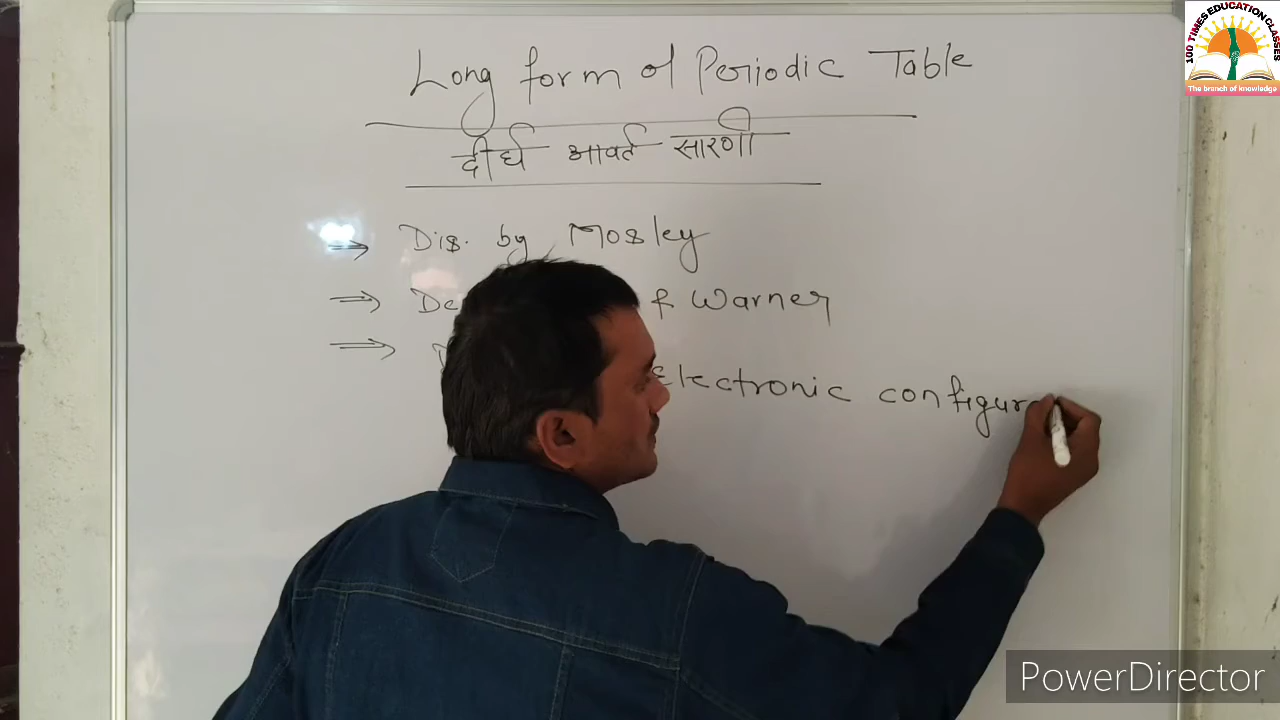 Long form of Periodic Table
दीर्घ आवर्त सारणी
⇒ Dis. by Mosley
⇒ & Warner
⇒ Electronic configur
100 TIMES EDUCATION CLASSES
The branch of knowledge
PowerDirector